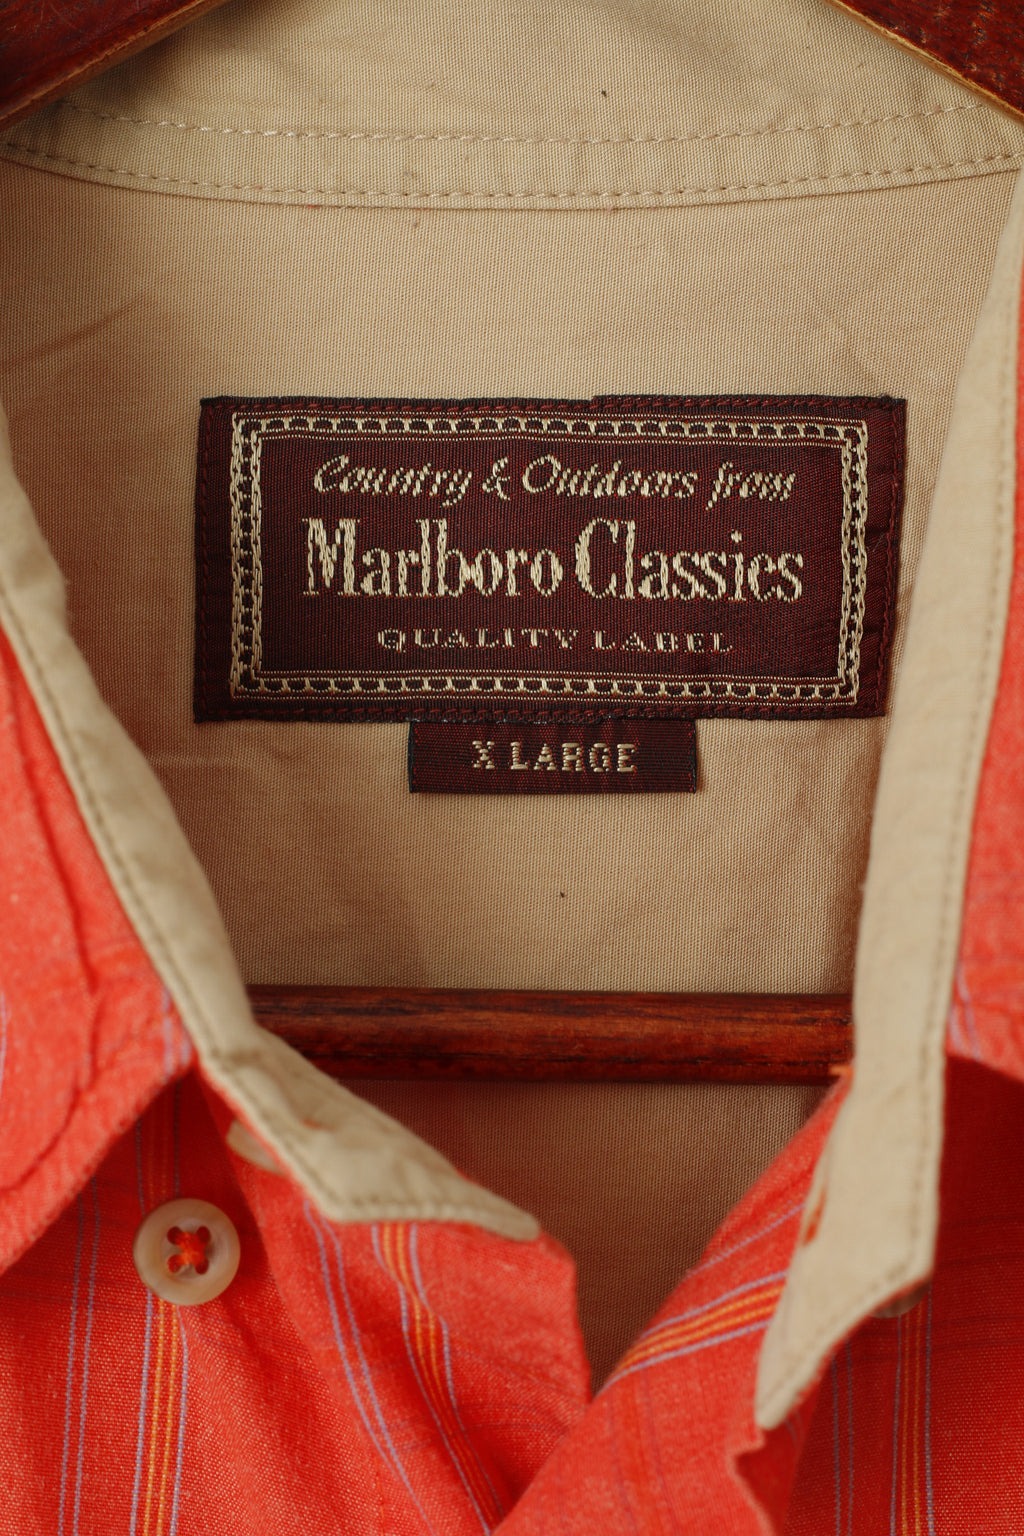 Country & Outdoors from
Marlboro Classics
QUALITY LABEL
X LARGE